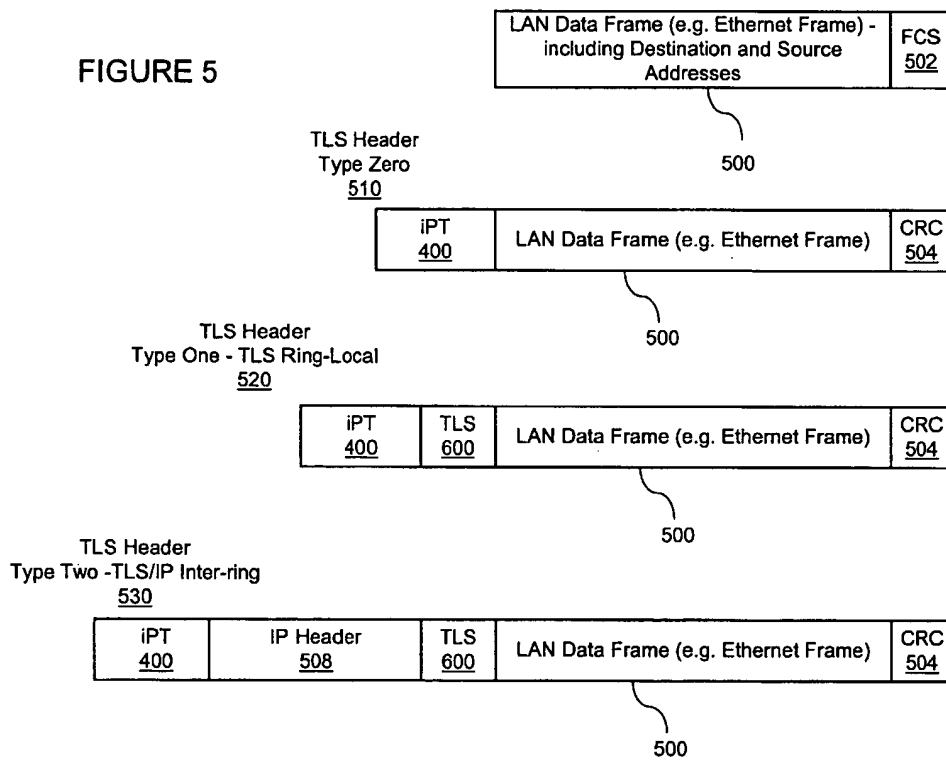 FIGURE 5
LAN Data Frame (e.g. Ethernet Frame) -
including Destination and Source
Addresses
FCS
502
500
TLS Header
Type Zero
510
iPT
400
LAN Data Frame (e.g. Ethernet Frame)
CRC
504
500
TLS Header
Type One - TLS Ring-Local
520
iPT
400
TLS
600
LAN Data Frame (e.g. Ethernet Frame)
CRC
504
500
TLS Header
Type Two -TLS/IP Inter-ring
530
iPT
400
IP Header
508
TLS
600
LAN Data Frame (e.g. Ethernet Frame)
CRC
504
500